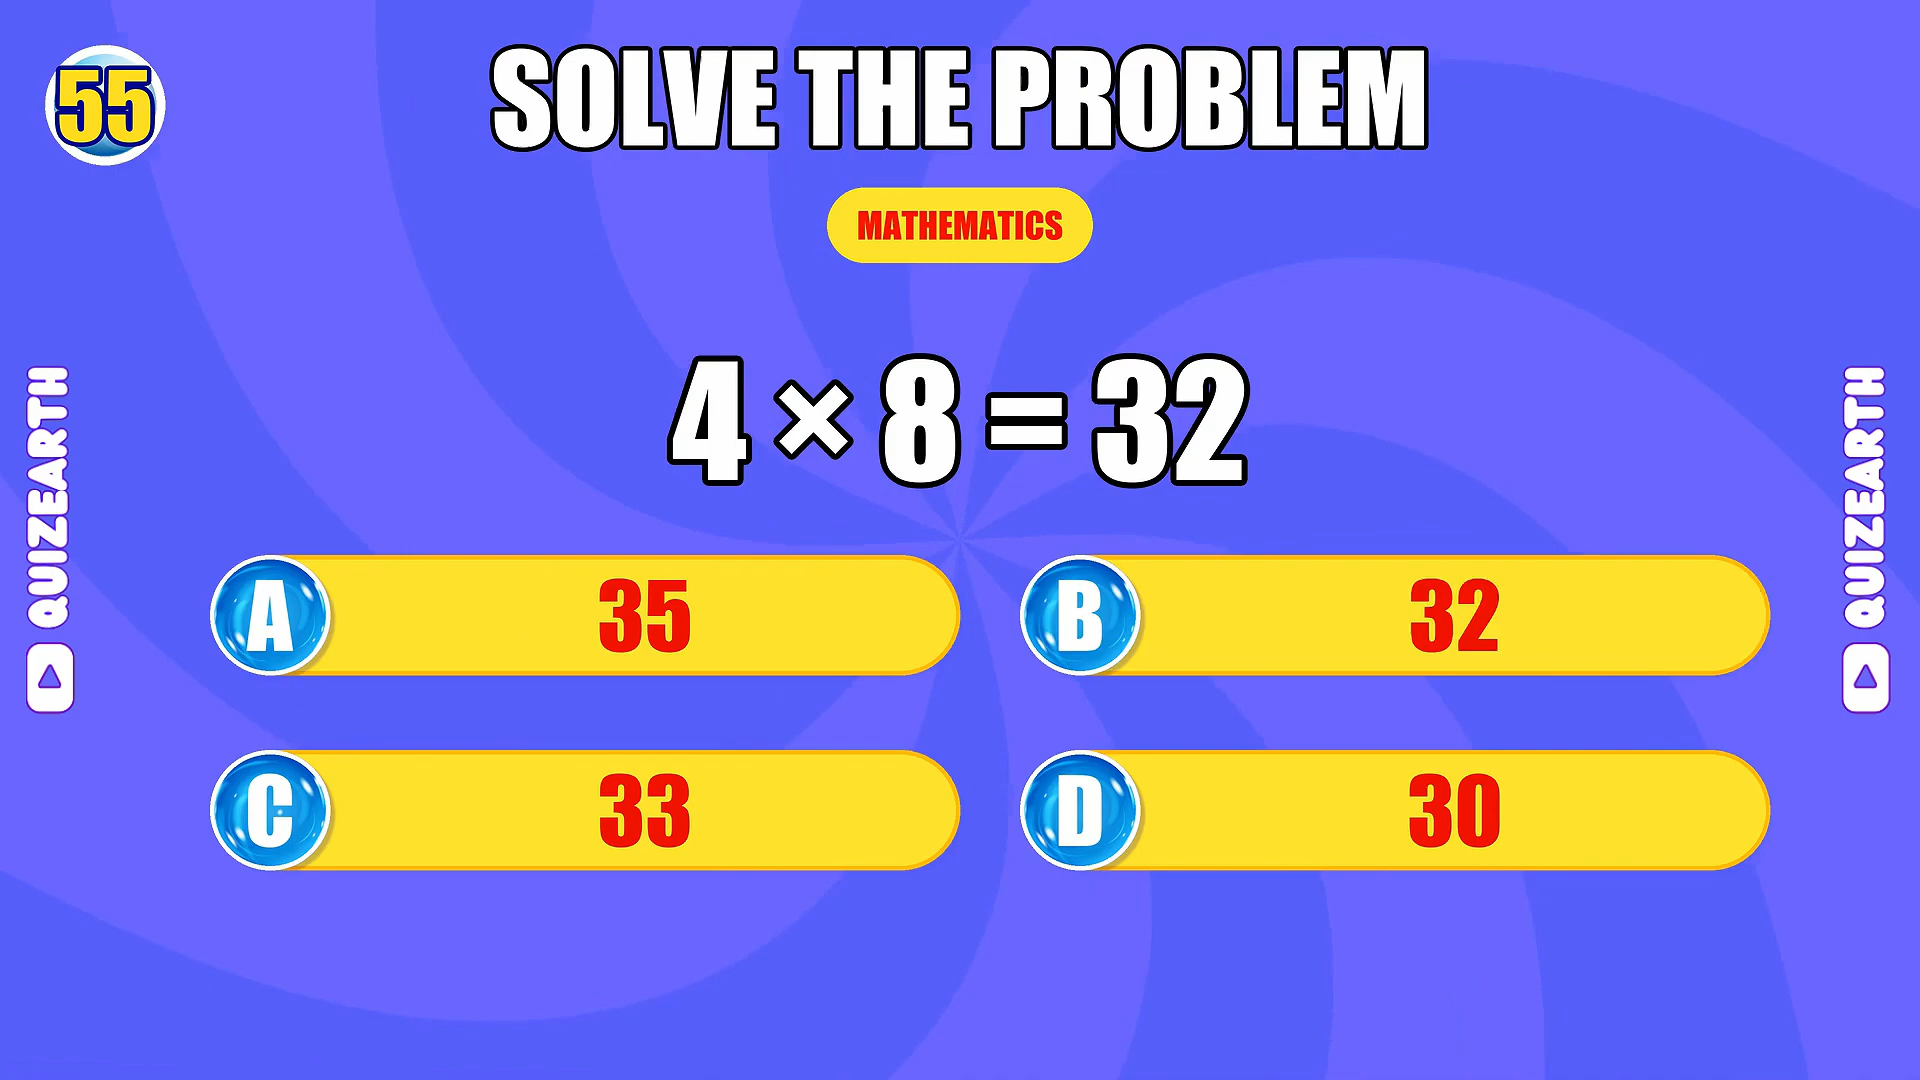 55
SOLVE THE PROBLEM
MATHEMATICS
4 × 8 = 32
A 35
B 32
C 33
D 30
QUIZEARTH
QUIZEARTH